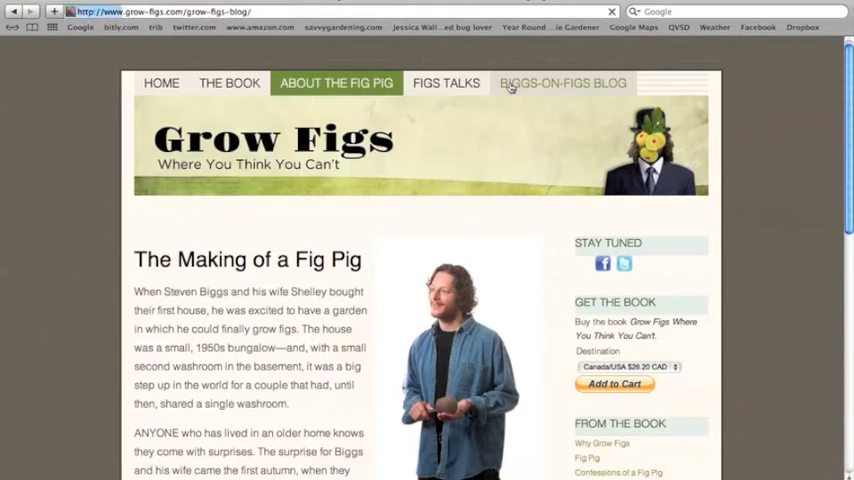 http://www.grow-figs.com/grow-figs-blog/
Google
Google bitly.com trib twitter.com www.amazon.com savvygardening.com Jessica Wall...ed bug lover Year Round ...ie Gardener Google Maps QVSD Weather Facebook Dropbox
HOME THE BOOK ABOUT THE FIG PIG FIGS TALKS BIGGS-ON-FIGS BLOG
Grow Figs
Where You Think You Can't
The Making of a Fig Pig
When Steven Biggs and his wife Shelley bought
their first house, he was excited to have a garden
in which he could finally grow figs. The house
was a small, 1950s bungalow—and, with a small
second washroom in the basement, it was a big
step up in the world for a couple that had, until
then, shared a single washroom.
ANYONE who has lived in an older home knows
they come with surprises. The surprise for Biggs
and his wife came the first autumn, when they
STAY TUNED
GET THE BOOK
Buy the book Grow Figs Where
You Think You Can't.
Destination
Canada/USA $26.20 CAD
Add to Cart
FROM THE BOOK
Why Grow Figs
Fig Pig
Confessions of a Fig Pig